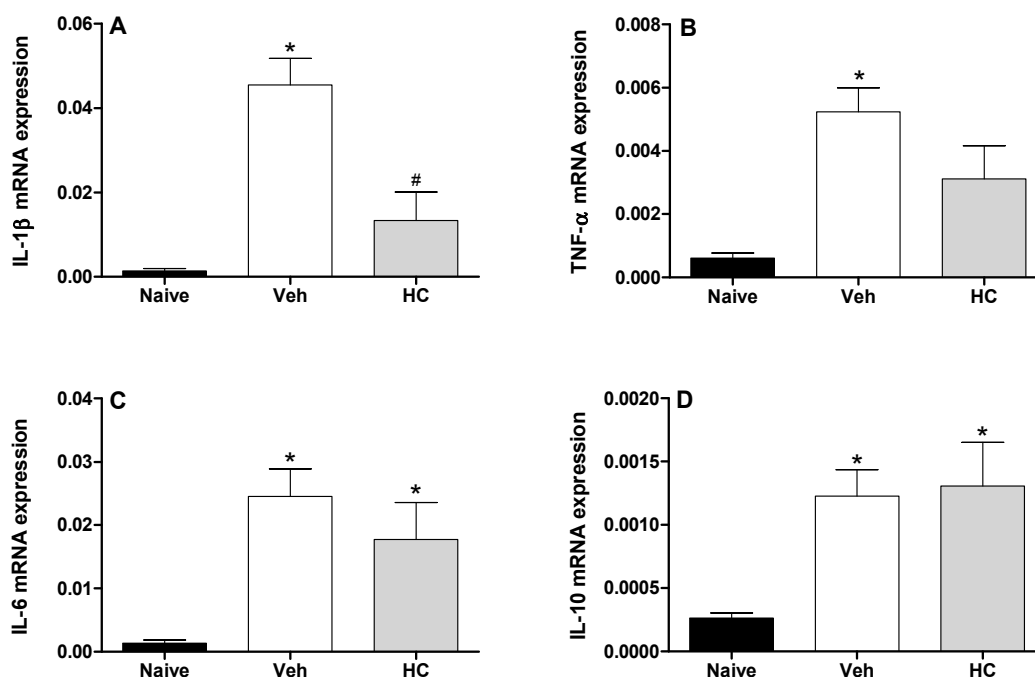 A
IL-1β mRNA expression
0.06
0.04
0.02
0.00
*
#
Naive
Veh
HC
B
TNF-α mRNA expression
0.008
0.006
0.004
0.002
0.000
*
Naive
Veh
HC
C
IL-6 mRNA expression
0.04
0.03
0.02
0.01
0.00
*
*
Naive
Veh
HC
D
IL-10 mRNA expression
0.0020
0.0015
0.0010
0.0005
0.0000
*
*
Naive
Veh
HC